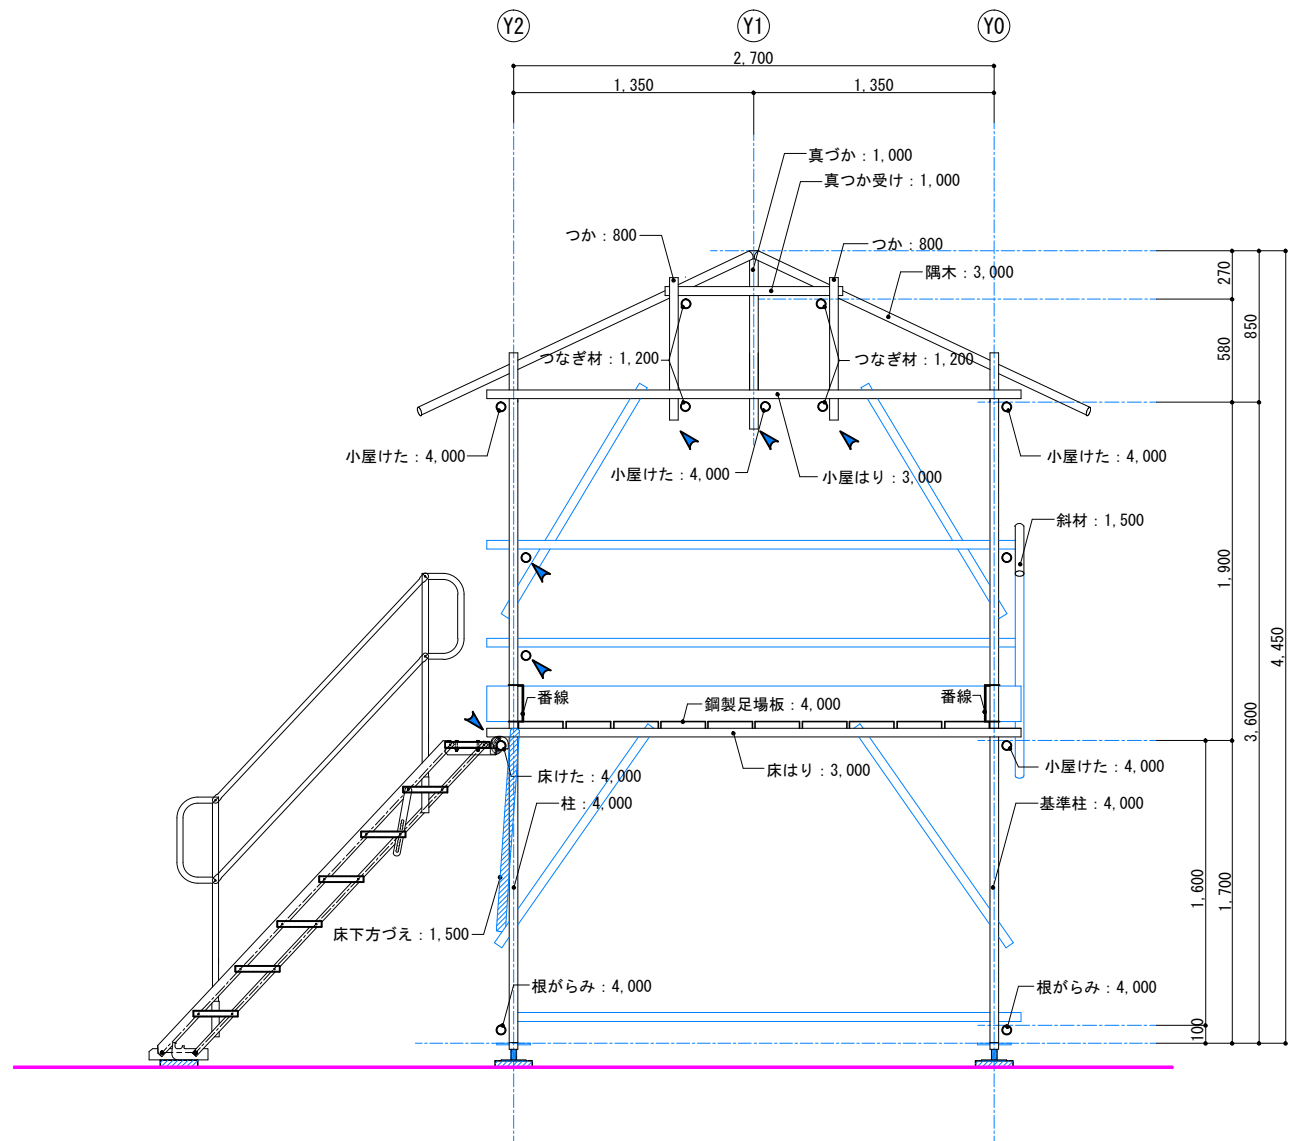 Y2
Y1
Y0
2,700
1,350
1,350
真づか：1,000
真つか受け：1,000
つか：800
つか：800
隅木：3,000
270
850
580
つなぎ材：1,200
つなぎ材：1,200
小屋けた：4,000
小屋けた：4,000
小屋はり：3,000
小屋けた：4,000
斜材：1,500
1,900
4,450
3,600
番線
鋼製足場板：4,000
番線
床けた：4,000
床はり：3,000
小屋けた：4,000
柱：4,000
基準柱：4,000
1,600
1,700
床下方づえ：1,500
根がらみ：4,000
根がらみ：4,000
100